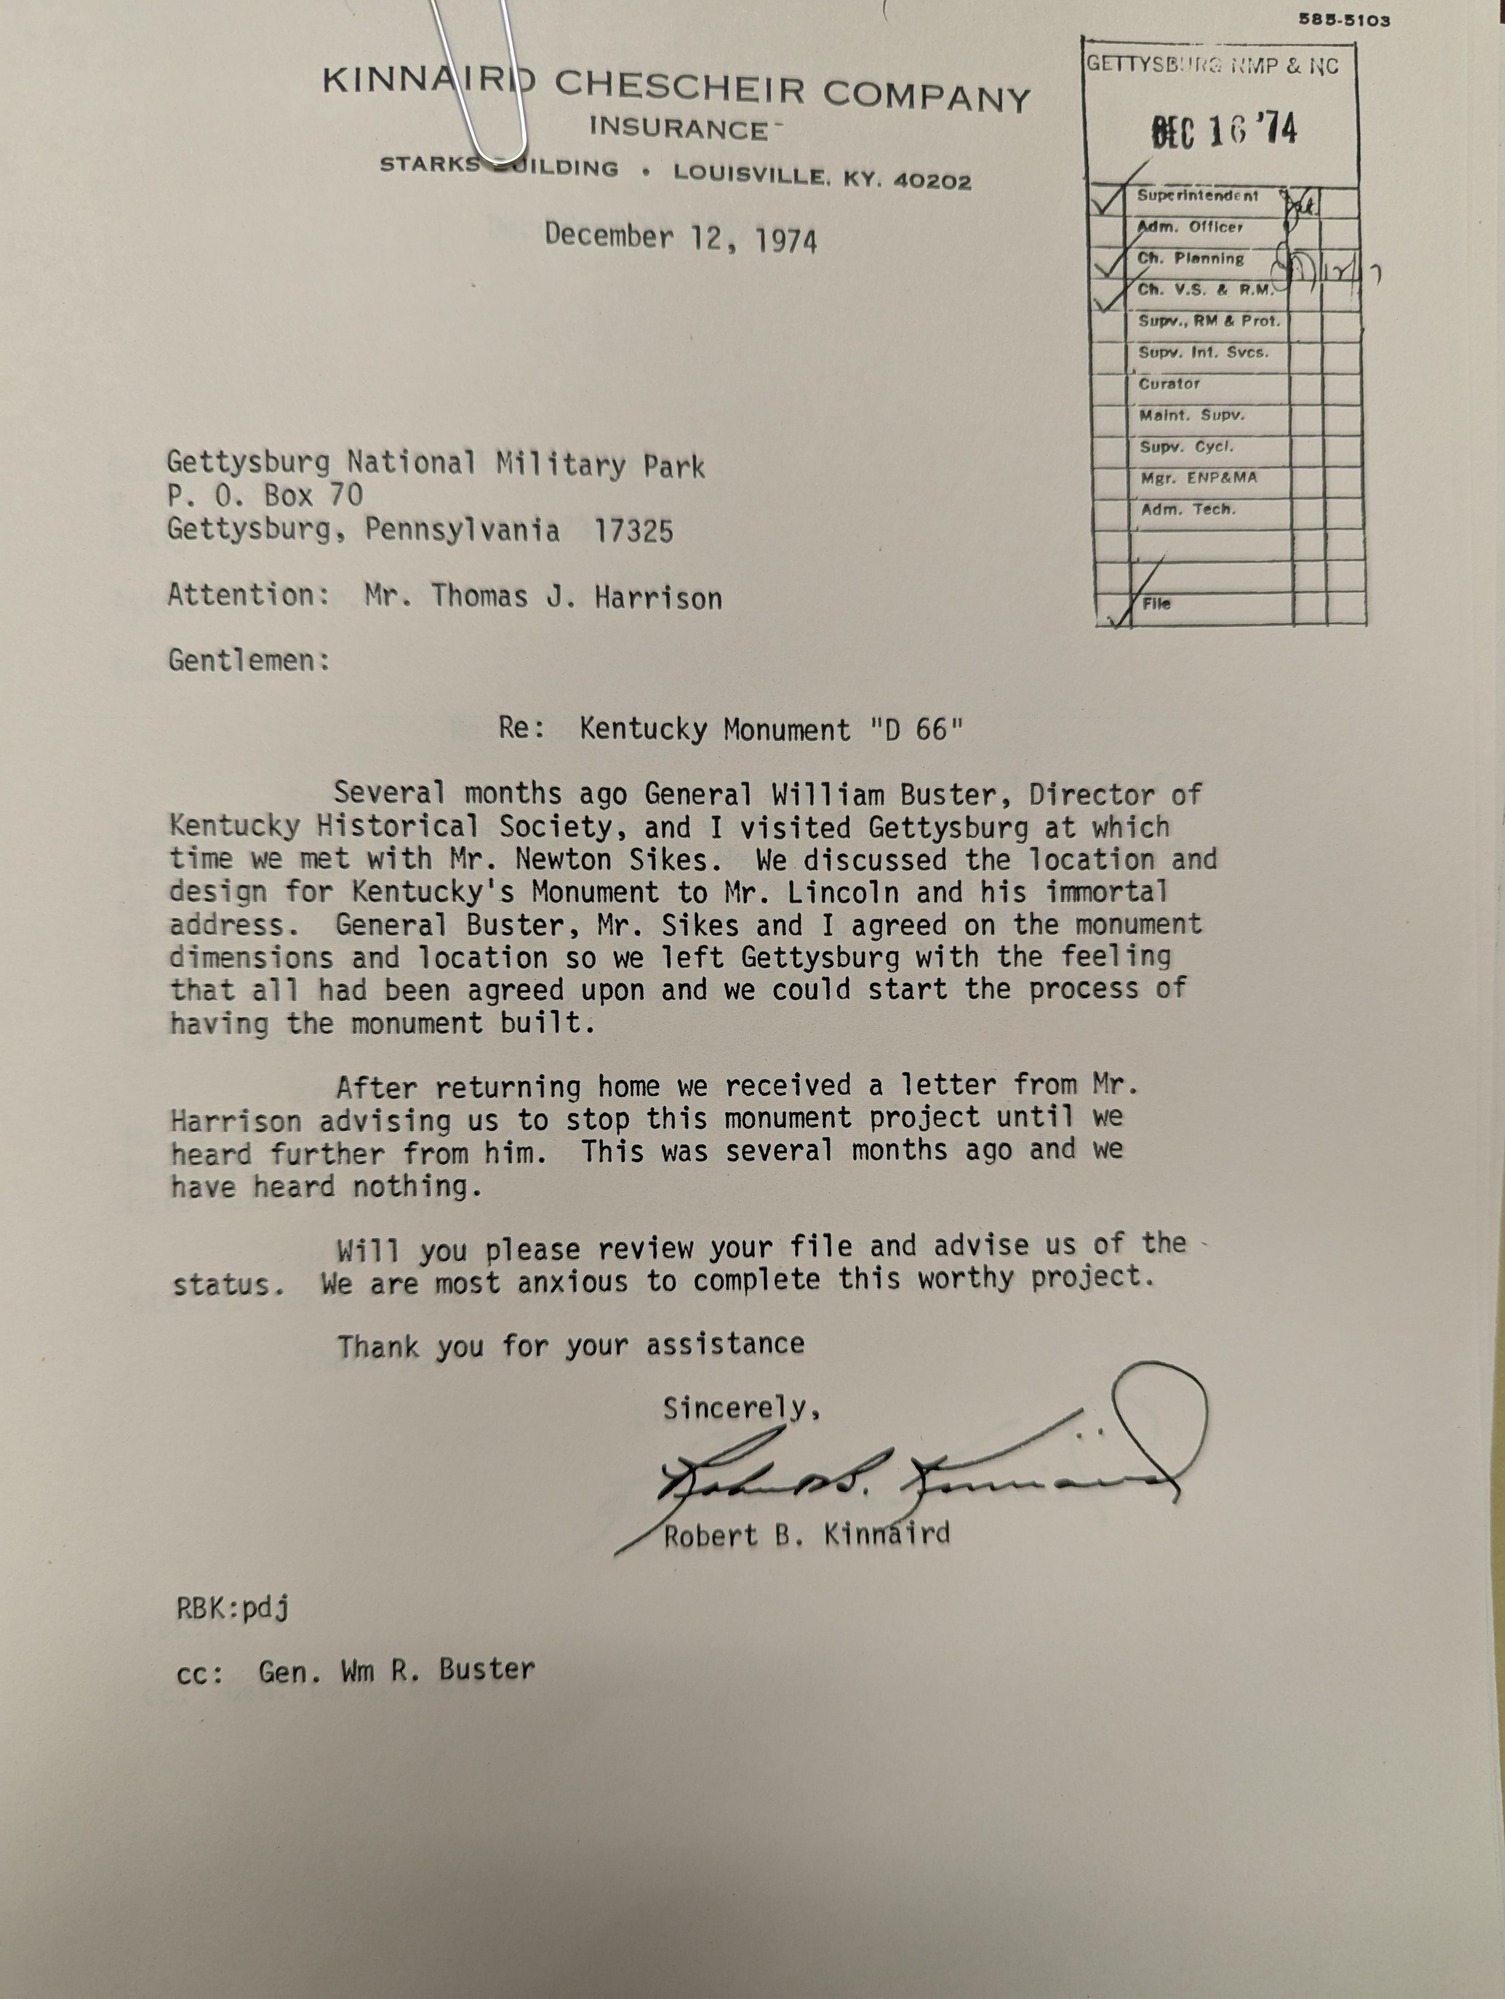 585-5103
KINNAIRD CHESCHEIR COMPANY
INSURANCE
STARKS BUILDING • LOUISVILLE, KY. 40202
December 12, 1974
GETTYSBURG NMP & NC
DEC 16 '74
Superintendent
Adm. Officer
Ch. Planning
Ch. V.S. & R.M.
Supv., RM & Prot.
Supv. Int. Svcs.
Curator
Maint. Supv.
Supv. Cycl.
Mgr. ENP&MA
Adm. Tech.
File
Gettysburg National Military Park
P. O. Box 70
Gettysburg, Pennsylvania 17325
Attention: Mr. Thomas J. Harrison
Gentlemen:
Re: Kentucky Monument "D 66"
Several months ago General William Buster, Director of
Kentucky Historical Society, and I visited Gettysburg at which
time we met with Mr. Newton Sikes. We discussed the location and
design for Kentucky's Monument to Mr. Lincoln and his immortal
address. General Buster, Mr. Sikes and I agreed on the monument
dimensions and location so we left Gettysburg with the feeling
that all had been agreed upon and we could start the process of
having the monument built.
After returning home we received a letter from Mr.
Harrison advising us to stop this monument project until we
heard further from him. This was several months ago and we
have heard nothing.
Will you please review your file and advise us of the
status. We are most anxious to complete this worthy project.
Thank you for your assistance
Sincerely,
Robert B. Kinnaird
Robert B. Kinnaird
RBK:pdj
cc: Gen. Wm R. Buster